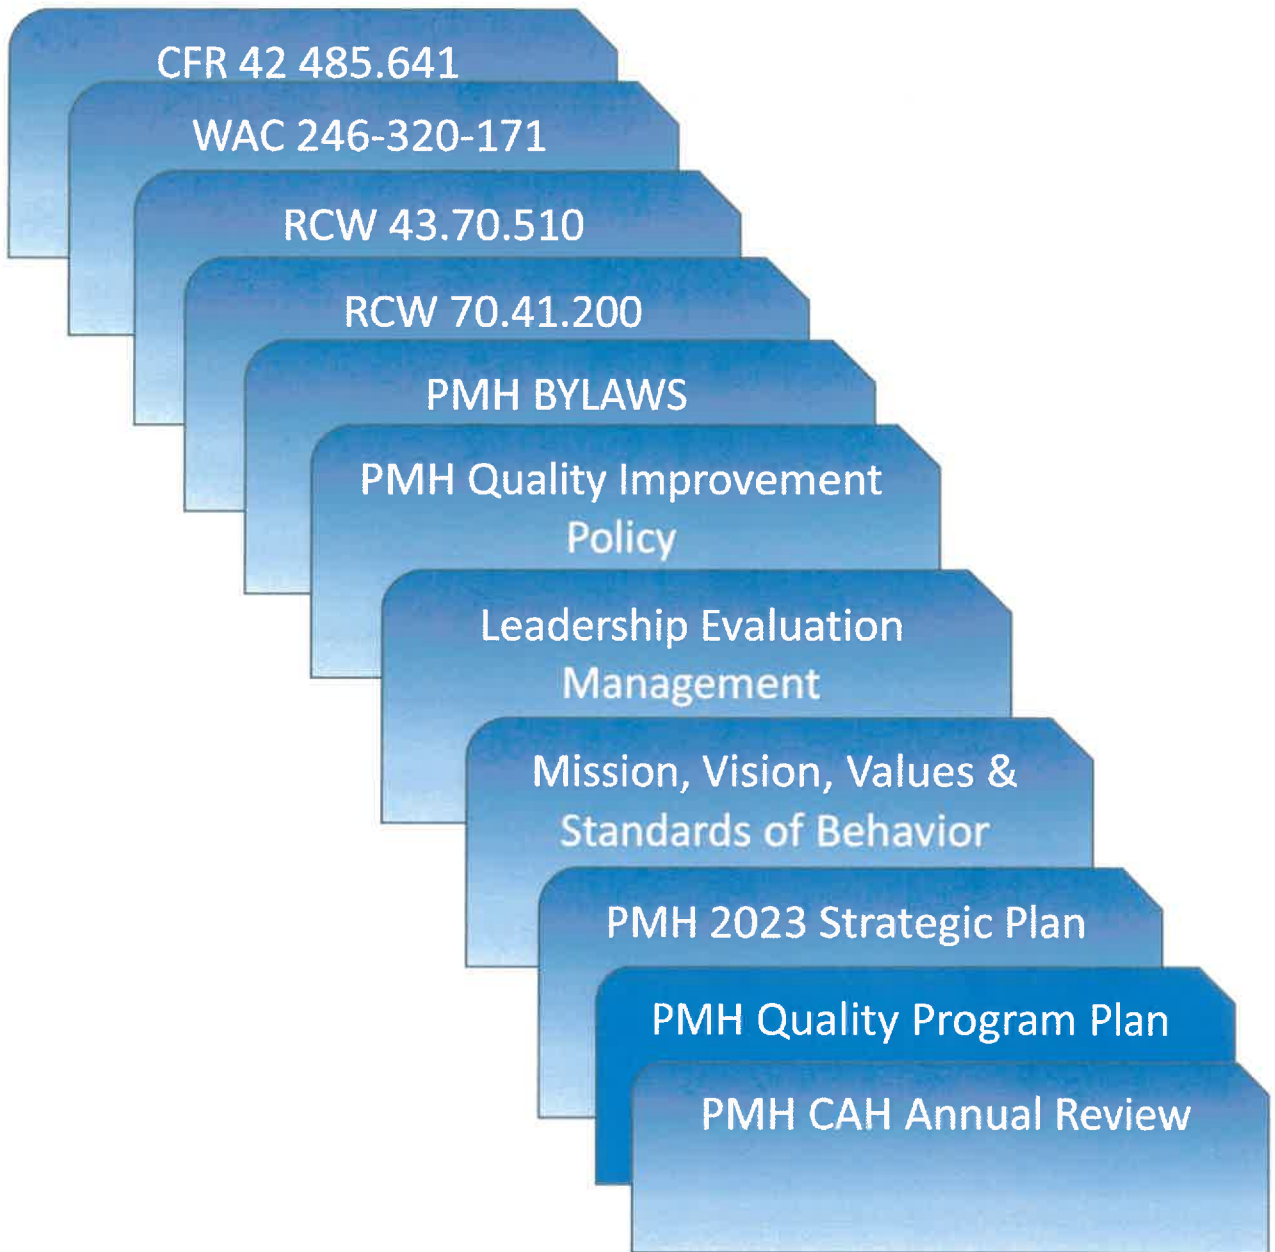 CFR 42 485.641
WAC 246-320-171
RCW 43.70.510
RCW 70.41.200
PMH BYLAWS
PMH Quality Improvement
Policy
Leadership Evaluation
Management
Mission, Vision, Values &
Standards of Behavior
PMH 2023 Strategic Plan
PMH Quality Program Plan
PMH CAH Annual Review